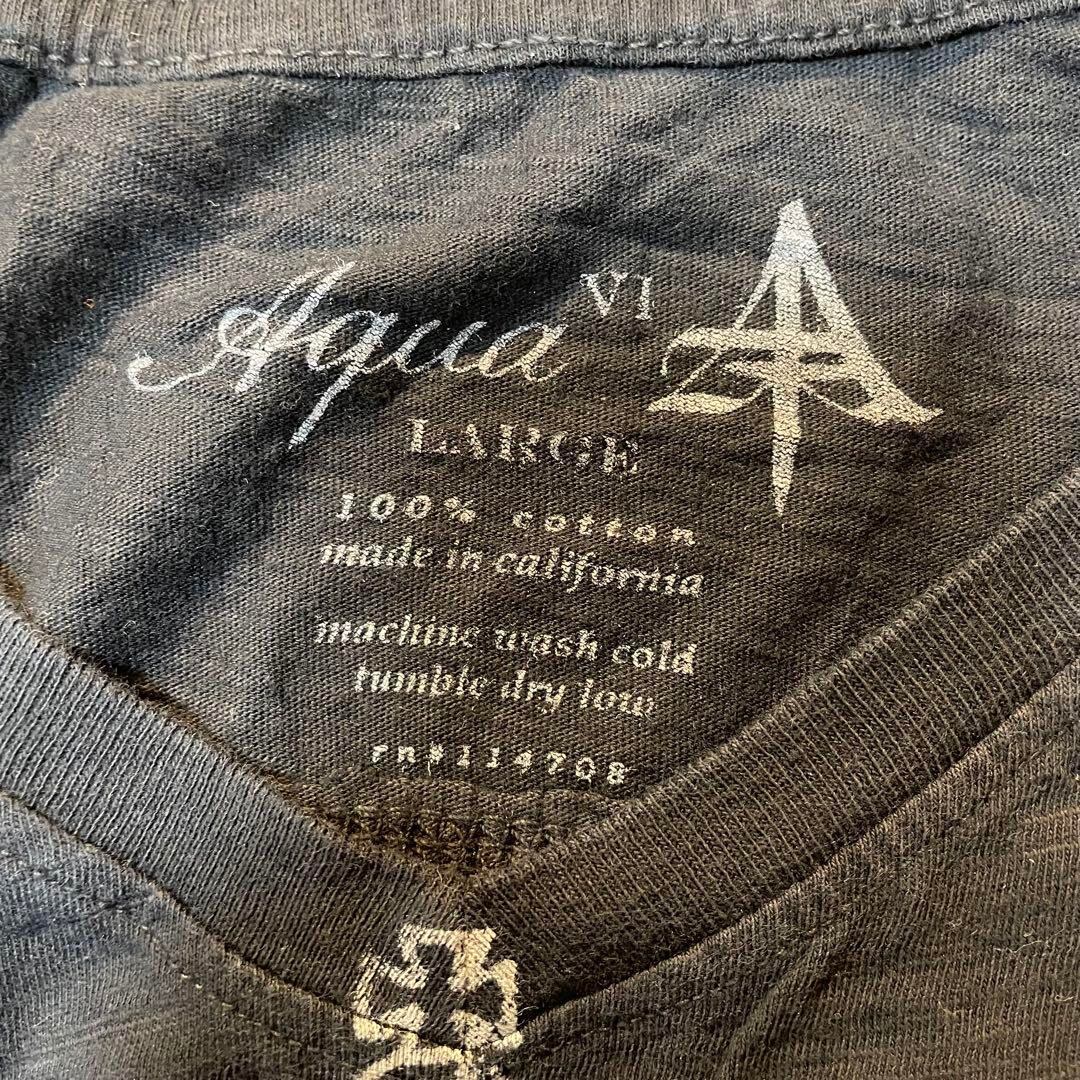 Aqua VI
LARGE
100% cotton
made in california
machine wash cold
tumble dry low
rn#114708